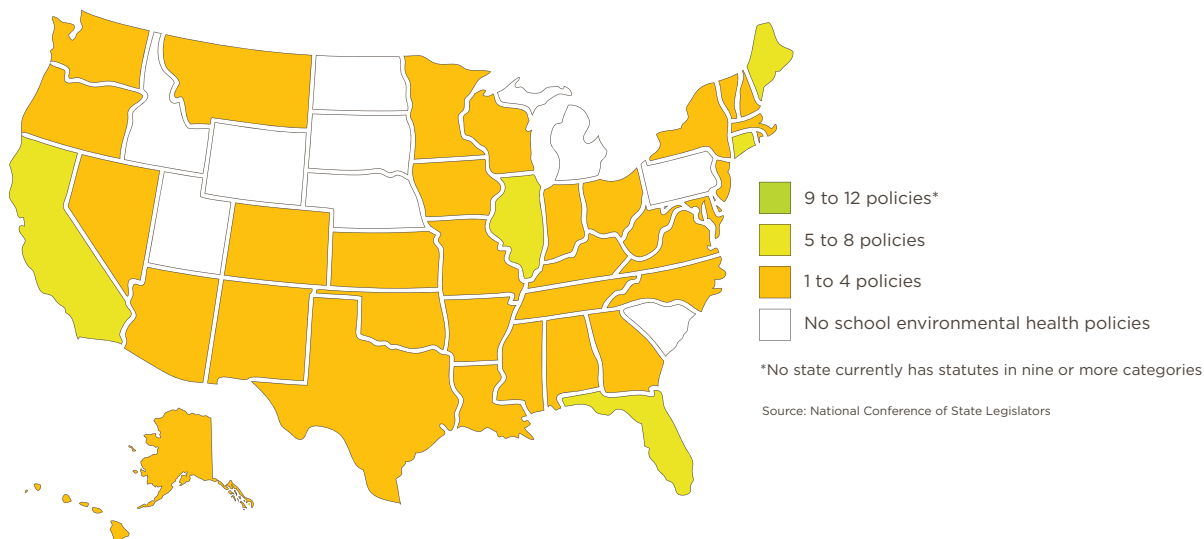 9 to 12 policies*
5 to 8 policies
1 to 4 policies
No school environmental health policies
*No state currently has statutes in nine or more categories
Source: National Conference of State Legislators